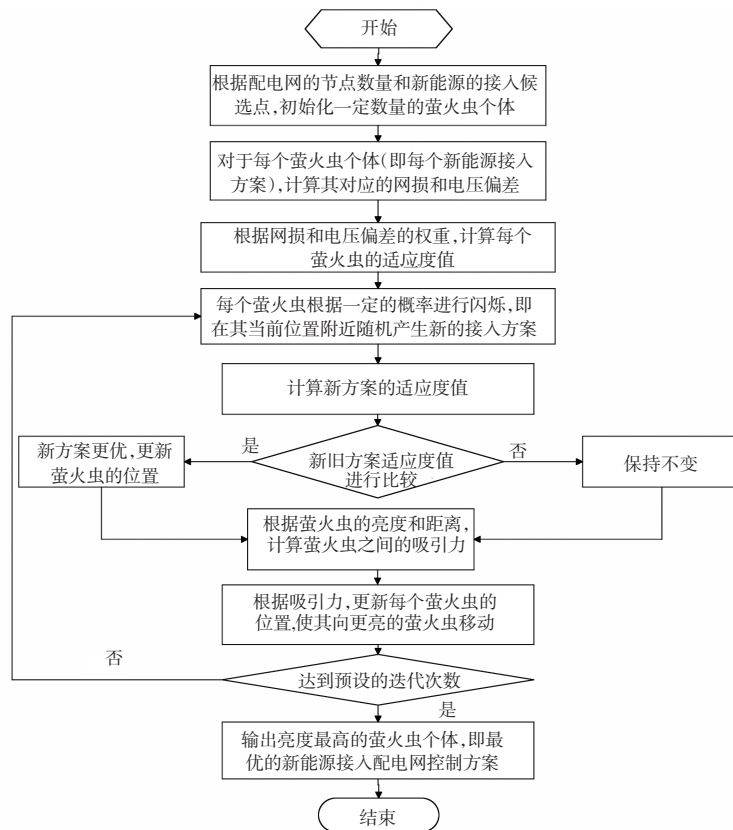 开始
根据配电网的节点数量和新能源的接入候
选点,初始化一定数量的萤火虫个体
对于每个萤火虫个体(即每个新能源接入
方案),计算其对应的网损和电压偏差
根据网损和电压偏差的权重,计算每个
萤火虫的适应度值
每个萤火虫根据一定的概率进行闪烁,即
在其当前位置附近随机产生新的接入方案
计算新方案的适应度值
是
新旧方案适应度值
进行比较
否
新方案更优,更新
萤火虫的位置
保持不变
根据萤火虫的亮度和距离,
计算萤火虫之间的吸引力
根据吸引力,更新每个萤火虫的
位置,使其向更亮的萤火虫移动
否
达到预设的迭代次数
是
输出亮度最高的萤火虫个体,即最
优的新能源接入配电网控制方案
结束